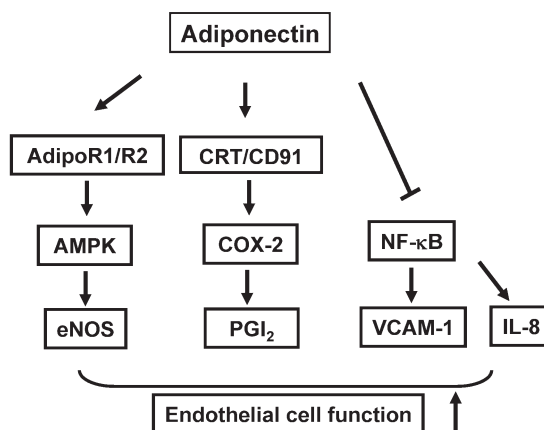 Adiponectin
AdipoR1/R2
CRT/CD91
AMPK
COX-2
NF-κB
eNOS
PGI₂
VCAM-1
IL-8
Endothelial cell function